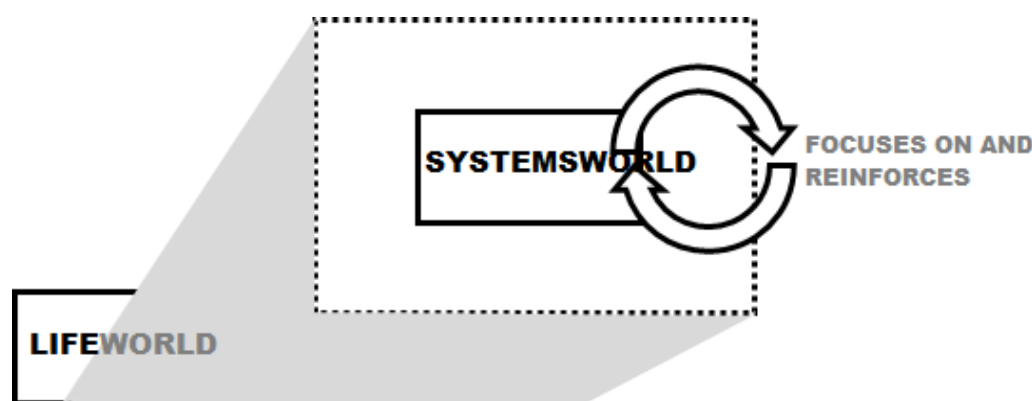 SYSTEMSWORLD
FOCUSES ON AND
REINFORCES
LIFEWORLD